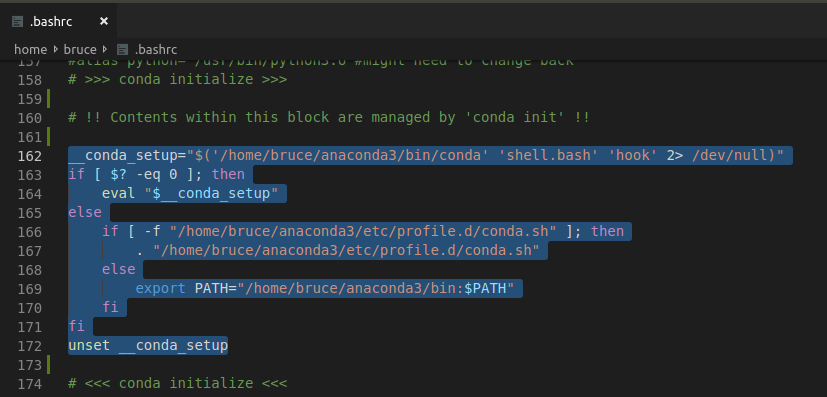 .bashrc ×
home bruce .bashrc
157 #alias python='/usr/bin/python3.6 #might need to change back
158 # >>> conda initialize >>>
159
160 # !! Contents within this block are managed by 'conda init' !!
161
162 __conda_setup="$('/home/bruce/anaconda3/bin/conda' 'shell.bash' 'hook' 2> /dev/null)"
163 if [ $? -eq 0 ]; then
164     eval "$__conda_setup"
165 else
166     if [ -f "/home/bruce/anaconda3/etc/profile.d/conda.sh" ]; then
167         . "/home/bruce/anaconda3/etc/profile.d/conda.sh"
168     else
169         export PATH="/home/bruce/anaconda3/bin:$PATH"
170     fi
171 fi
172 unset __conda_setup
173
174 # <<< conda initialize <<<